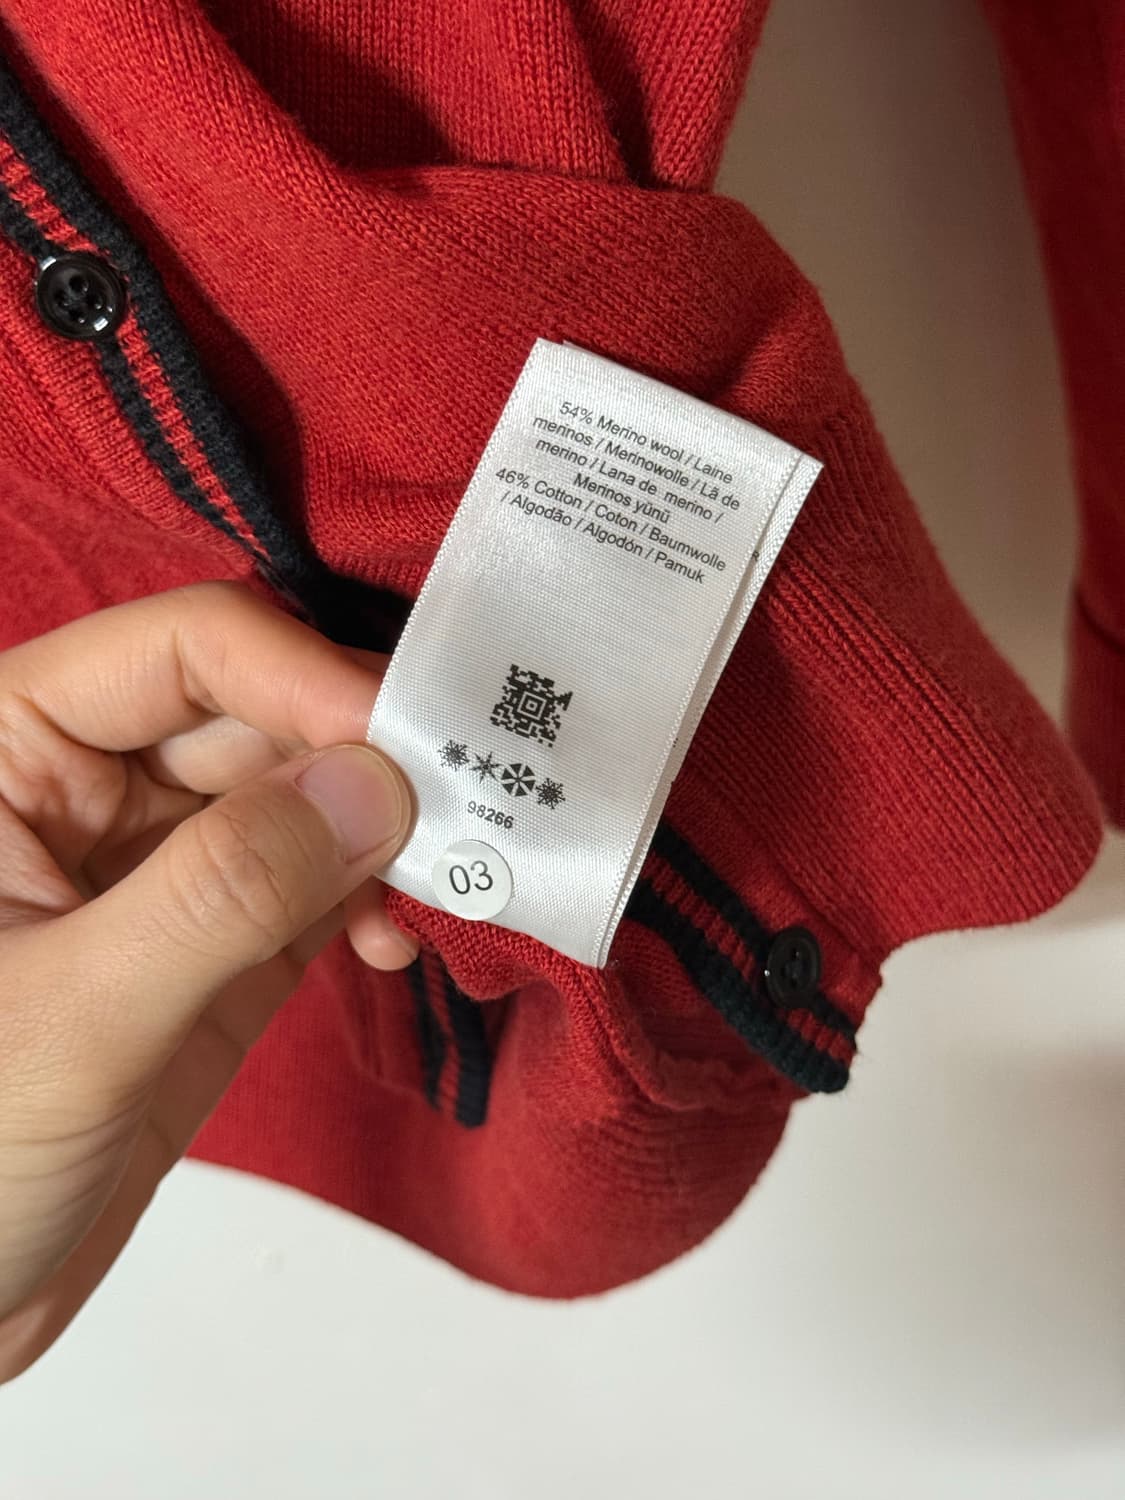 54% Merino wool / Laine
merinos / Merinowolle / Lã de
merino / Lana de merino /
Merinos yünü
46% Cotton / Coton / Baumwolle
/ Algodão / Algodón / Pamuk
98266
03